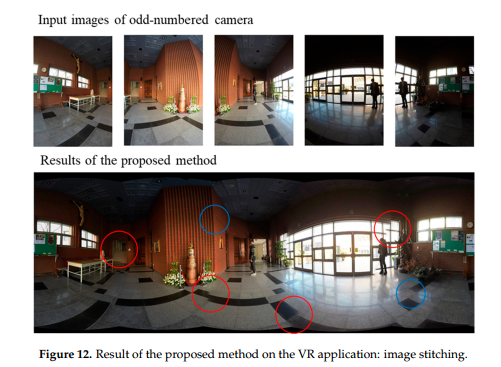 Input images of odd-numbered camera
Results of the proposed method
Figure 12. Result of the proposed method on the VR application: image stitching.